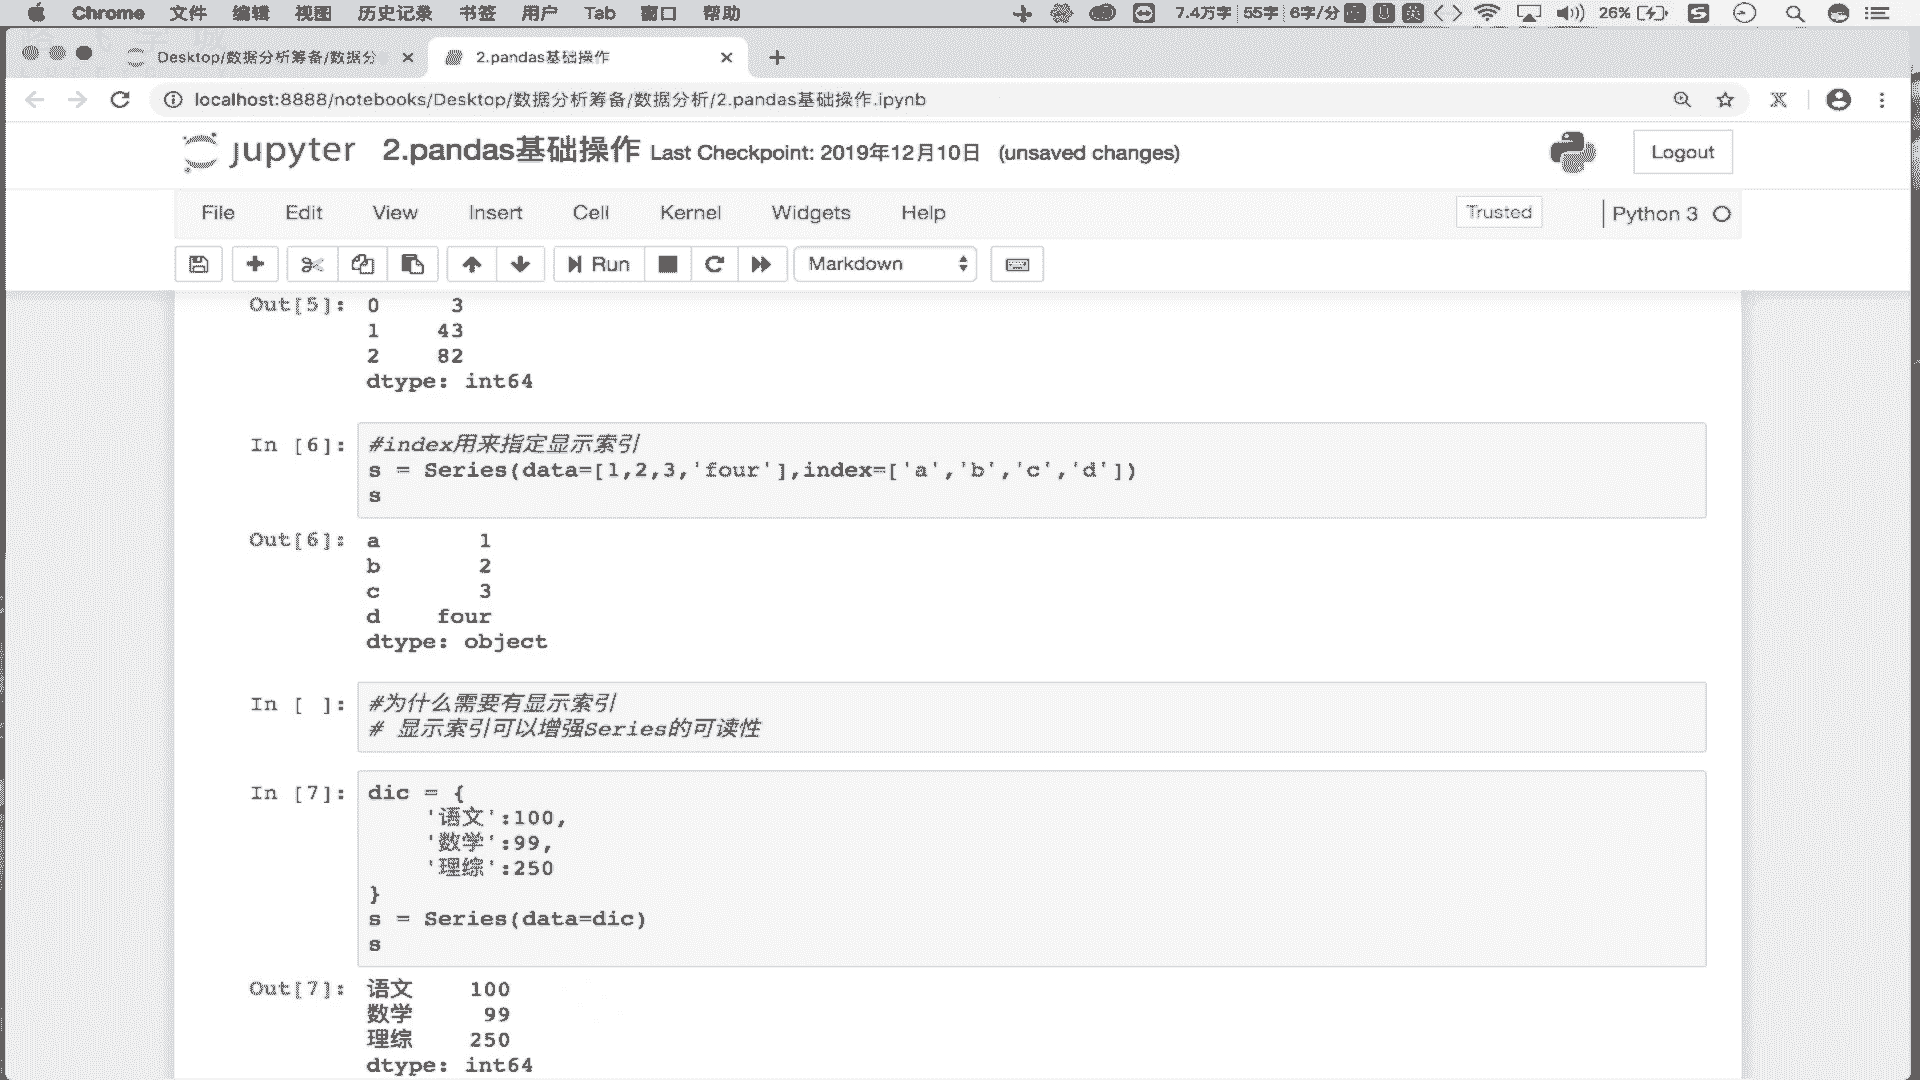 Chrome 文件 编辑 视图 历史记录 书签 用户 Tab 窗口 帮助 7.4万字 55字 6字/分 英 26%
Desktop/数据分析筹备/数据分 2.pandas基础操作
localhost:8888/notebooks/Desktop/数据分析筹备/数据分析/2.pandas基础操作.ipynb
jupyter 2.pandas基础操作 Last Checkpoint: 2019年12月10日 (unsaved changes) Logout
File Edit View Insert Cell Kernel Widgets Help Trusted Python 3
Run Markdown
Out[5]: 0 3
1 43
2 82
dtype: int64
In [6]: #index用来指定显示索引
s = Series(data=[1,2,3,'four'],index=['a','b','c','d'])
s
Out[6]: a 1
b 2
c 3
d four
dtype: object
In [ ]: #为什么需要有显示索引
# 显示索引可以增强Series的可读性
In [7]: dic = {
'语文':100,
'数学':99,
'理综':250
}
s = Series(data=dic)
s
Out[7]: 语文 100
数学 99
理综 250
dtype: int64